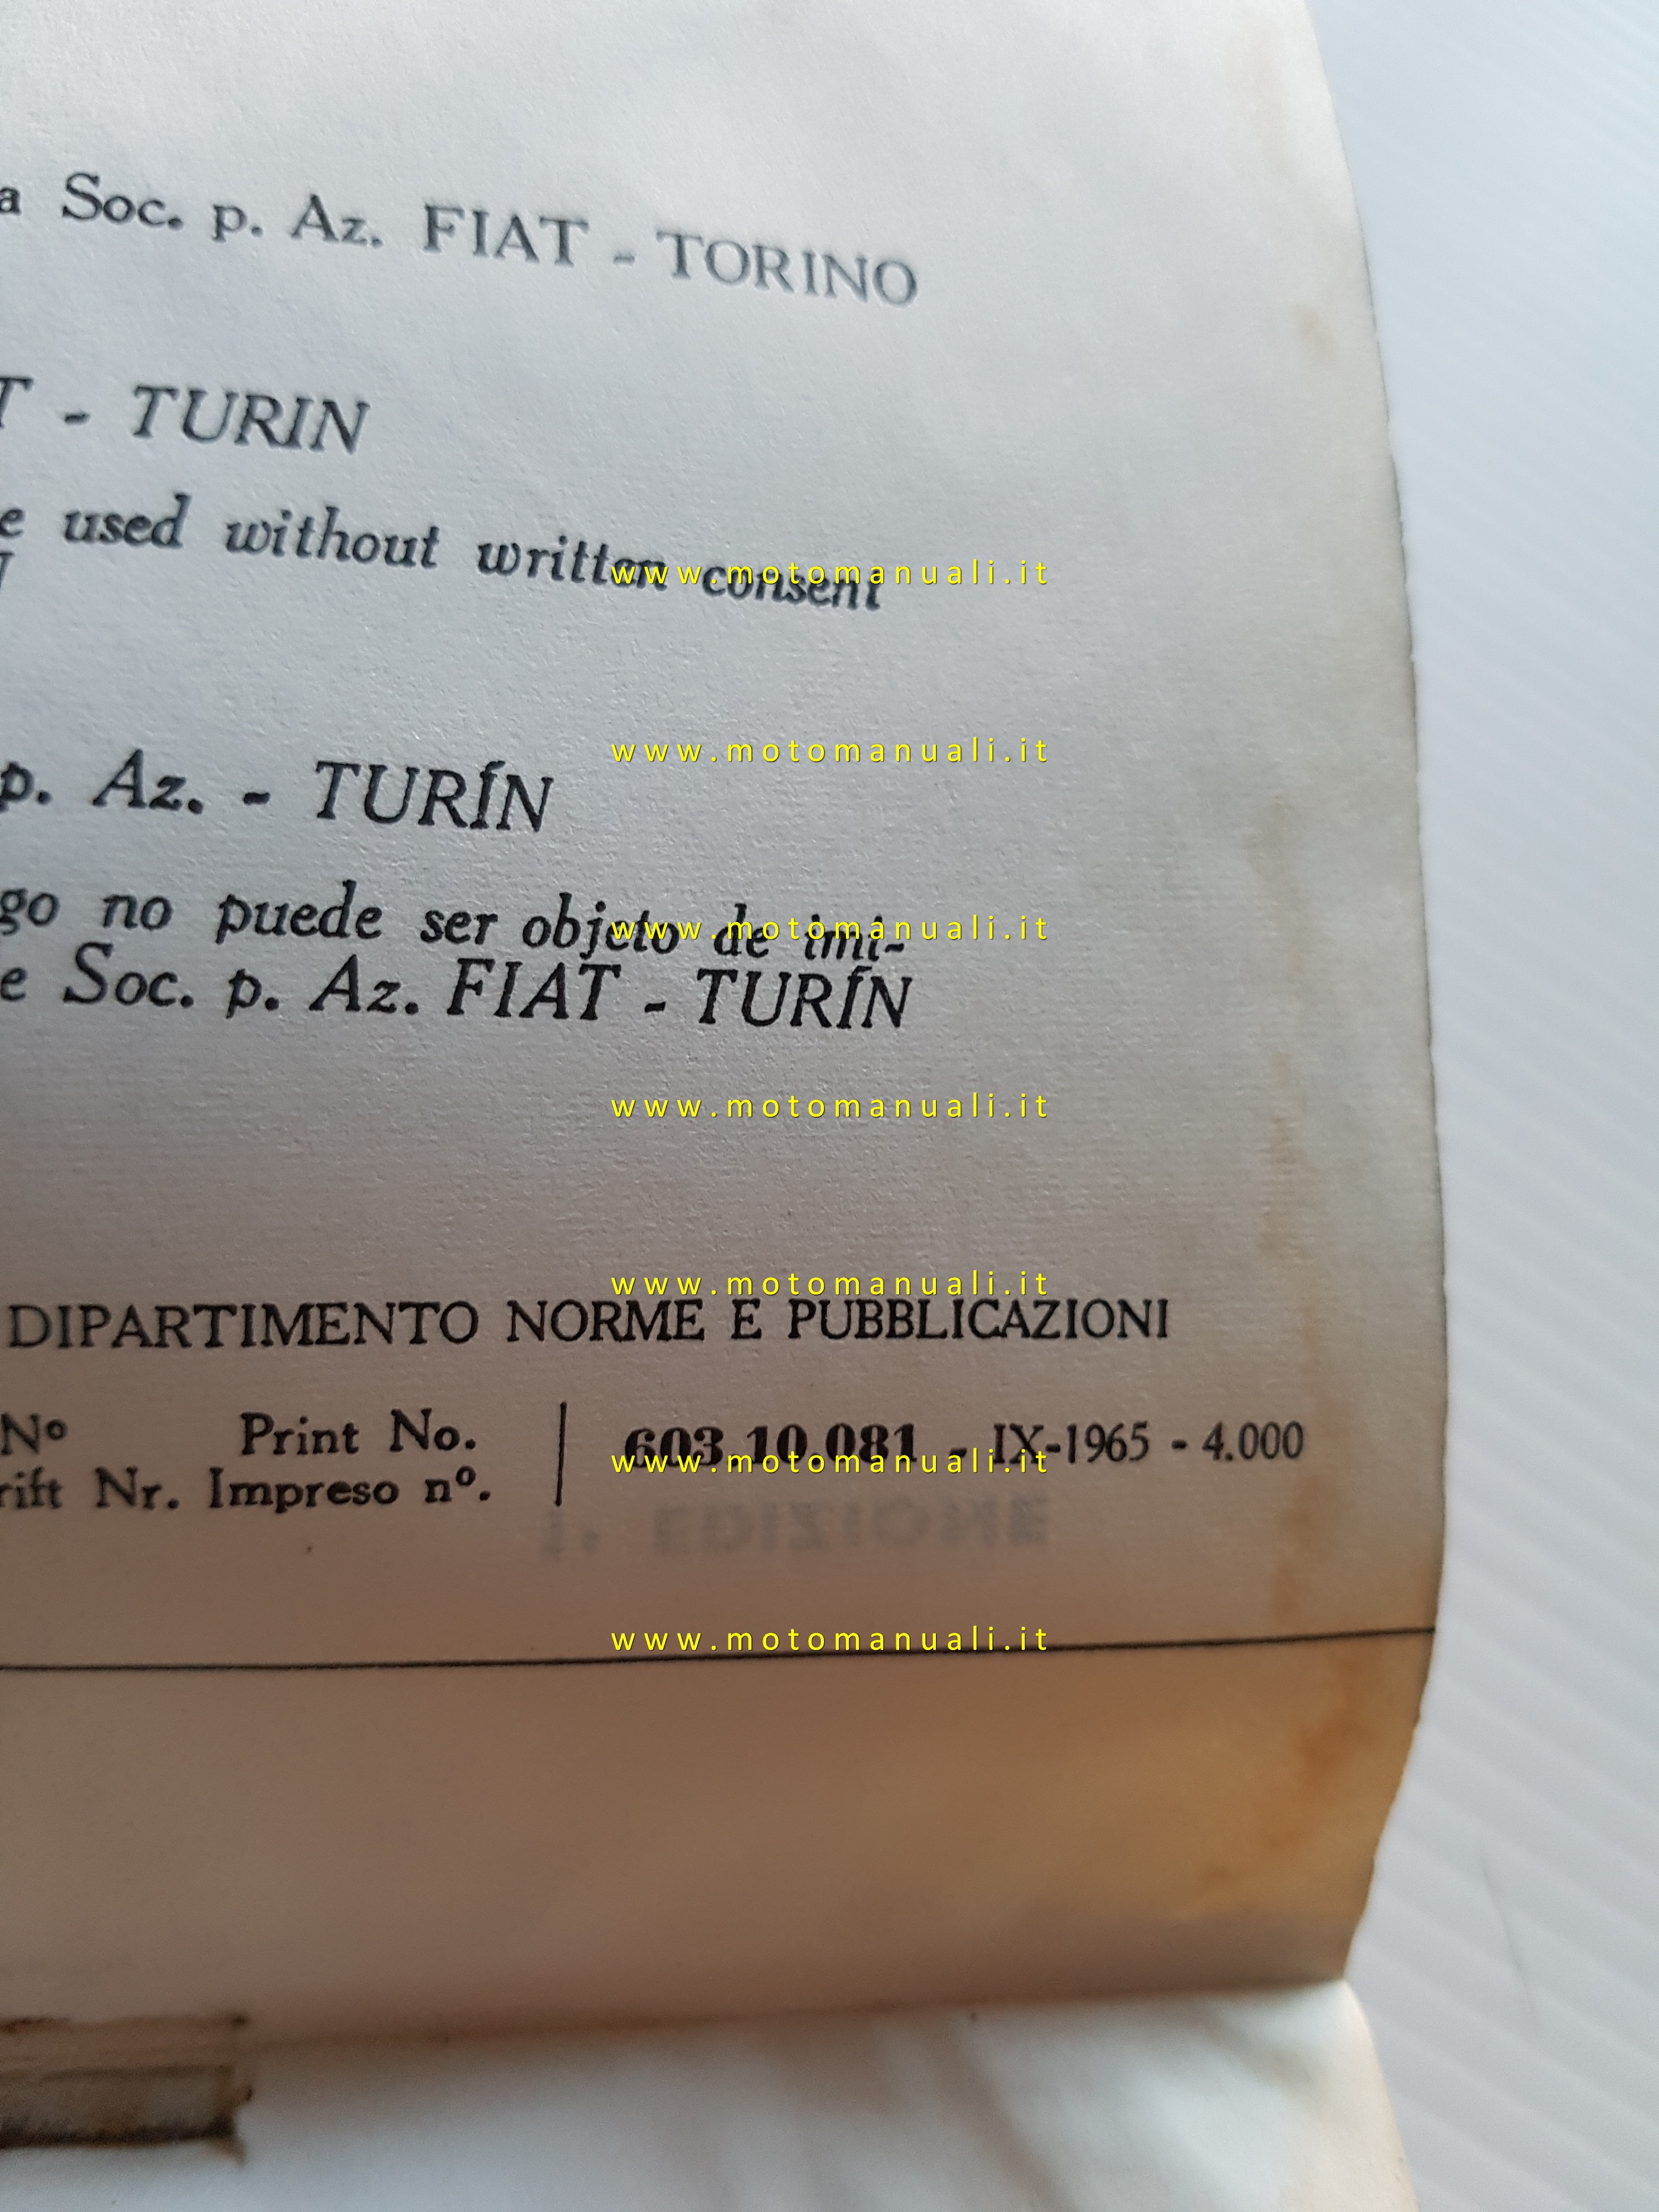 a Soc. p. Az. FIAT - TORINO
T - TURIN
e used without written consent
p. Az. - TURÍN
go no puede ser objeto de imi-
e Soc. p. Az. FIAT - TURÍN
DIPARTIMENTO NORME E PUBBLICAZIONI
Nº Print No.
rift Nr. Impreso nº.
603.10.081 - IX-1965 - 4.000
EDIZIONE
www.motomanuali.it
www.motomanuali.it
www.motomanuali.it
www.motomanuali.it
www.motomanuali.it
www.motomanuali.it
www.motomanuali.it